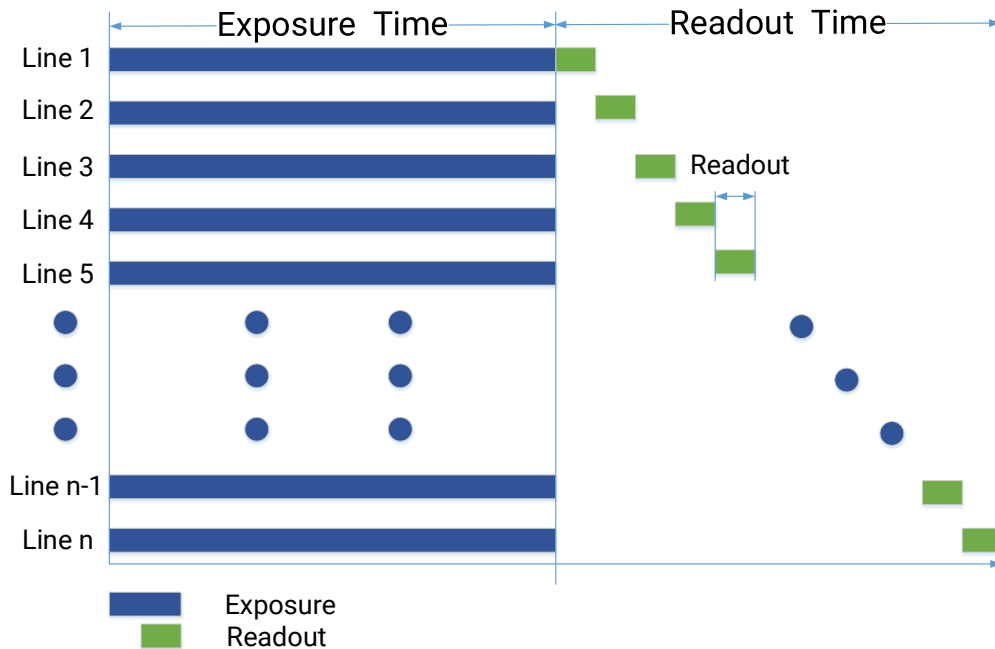 Exposure Time
Readout Time
Line 1
Line 2
Line 3
Readout
Line 4
Line 5
Line n-1
Line n
Exposure
Readout